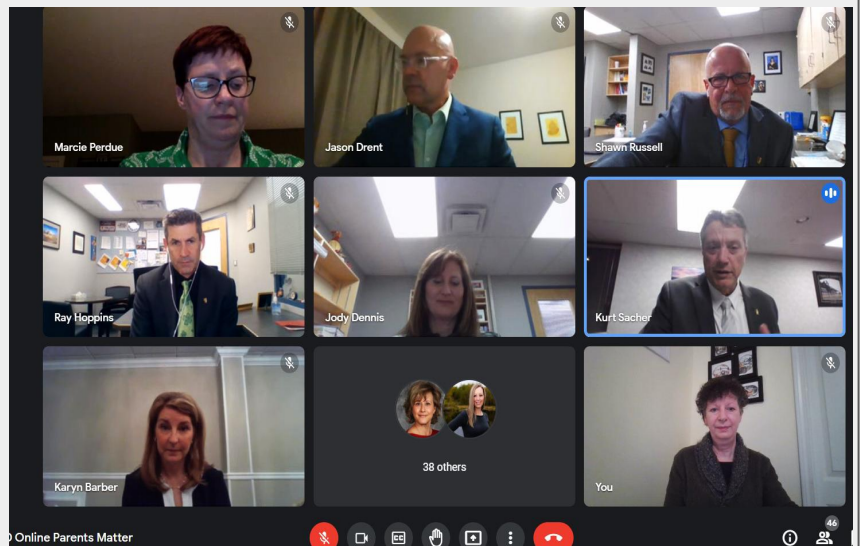 Marcie Perdue
Jason Drent
Shawn Russell
Ray Hoppins
Jody Dennis
Kurt Sacher
Karyn Barber
38 others
You
Online Parents Matter
CC
46